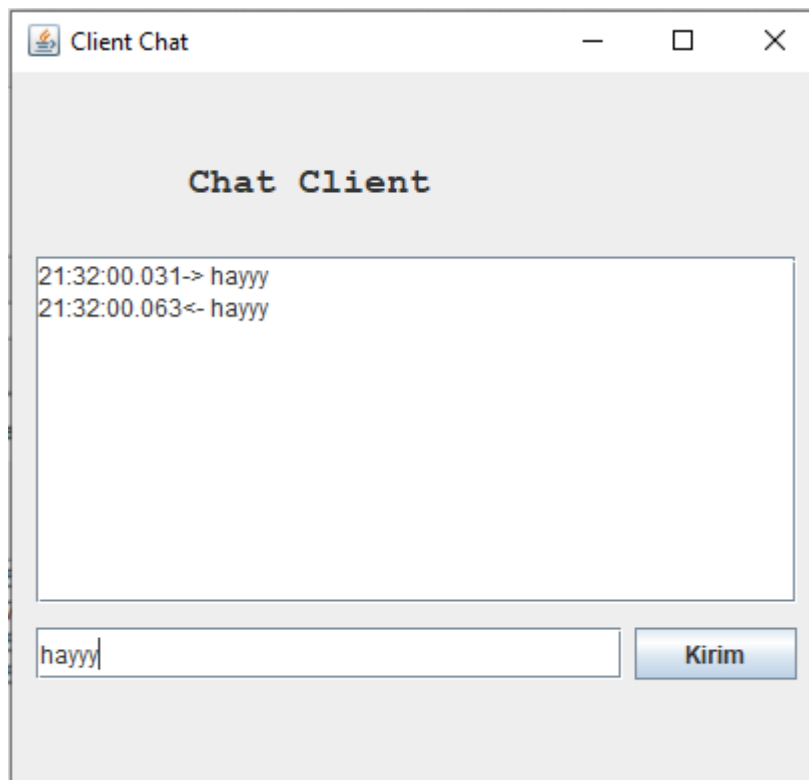 Client Chat
Chat Client
21:32:00.031-> hayyy
21:32:00.063<- hayyy
hayyy
Kirim